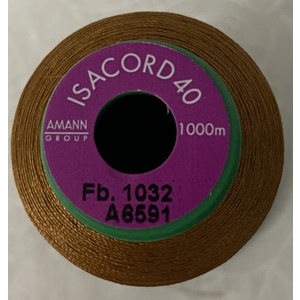 ISACORD 40
AMANN
GROUP
1000m
Fb. 1032
A6591